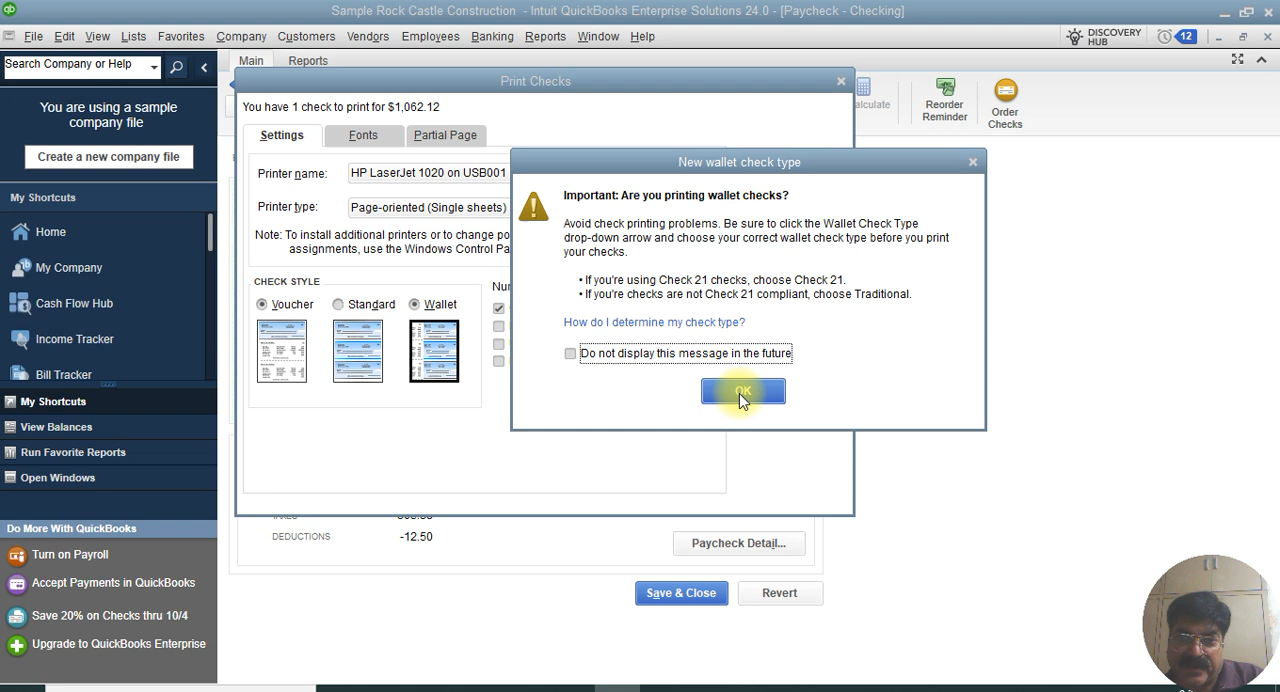 Sample Rock Castle Construction - Intuit QuickBooks Enterprise Solutions 24.0 - [Paycheck - Checking]
File Edit View Lists Favorites Company Customers Vendors Employees Banking Reports Window Help
DISCOVERY HUB
12
Search Company or Help
Main Reports
You are using a sample
company file
Create a new company file
My Shortcuts
Home
My Company
Cash Flow Hub
Income Tracker
Bill Tracker
My Shortcuts
View Balances
Run Favorite Reports
Open Windows
Do More With QuickBooks
Turn on Payroll
Accept Payments in QuickBooks
Save 20% on Checks thru 10/4
Upgrade to QuickBooks Enterprise
Reorder
Reminder
Order
Checks
Print Checks
You have 1 check to print for $1,062.12
Settings Fonts Partial Page
Printer name: HP LaserJet 1020 on USB001
Printer type: Page-oriented (Single sheets)
Note: To install additional printers or to change po
assignments, use the Windows Control Pa
CHECK STYLE
Voucher Standard Wallet
New wallet check type
Important: Are you printing wallet checks?
Avoid check printing problems. Be sure to click the Wallet Check Type
drop-down arrow and choose your correct wallet check type before you print
your checks.
• If you're using Check 21 checks, choose Check 21.
• If you're checks are not Check 21 compliant, choose Traditional.
How do I determine my check type?
Do not display this message in the future
OK
DEDUCTIONS -12.50
Paycheck Detail...
Save & Close Revert